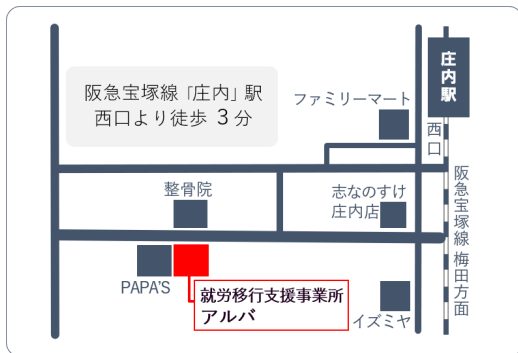 阪急宝塚線「庄内」駅
西口より徒歩 3分
ファミリーマート
庄内駅
西口
整骨院
志なのすけ
庄内店
阪急宝塚線 梅田方面
PAPA'S
就労移行支援事業所
アルバ
イズミヤ